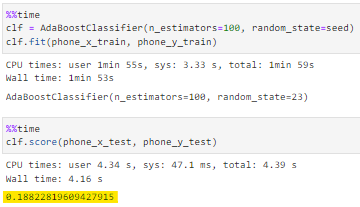 %%time
clf = AdaBoostClassifier(n_estimators=100, random_state=seed)
clf.fit(phone_x_train, phone_y_train)
CPU times: user 1min 55s, sys: 3.33 s, total: 1min 59s
Wall time: 1min 53s
AdaBoostClassifier(n_estimators=100, random_state=23)
%%time
clf.score(phone_x_test, phone_y_test)
CPU times: user 4.34 s, sys: 47.1 ms, total: 4.39 s
Wall time: 4.16 s
0.18822819609427915